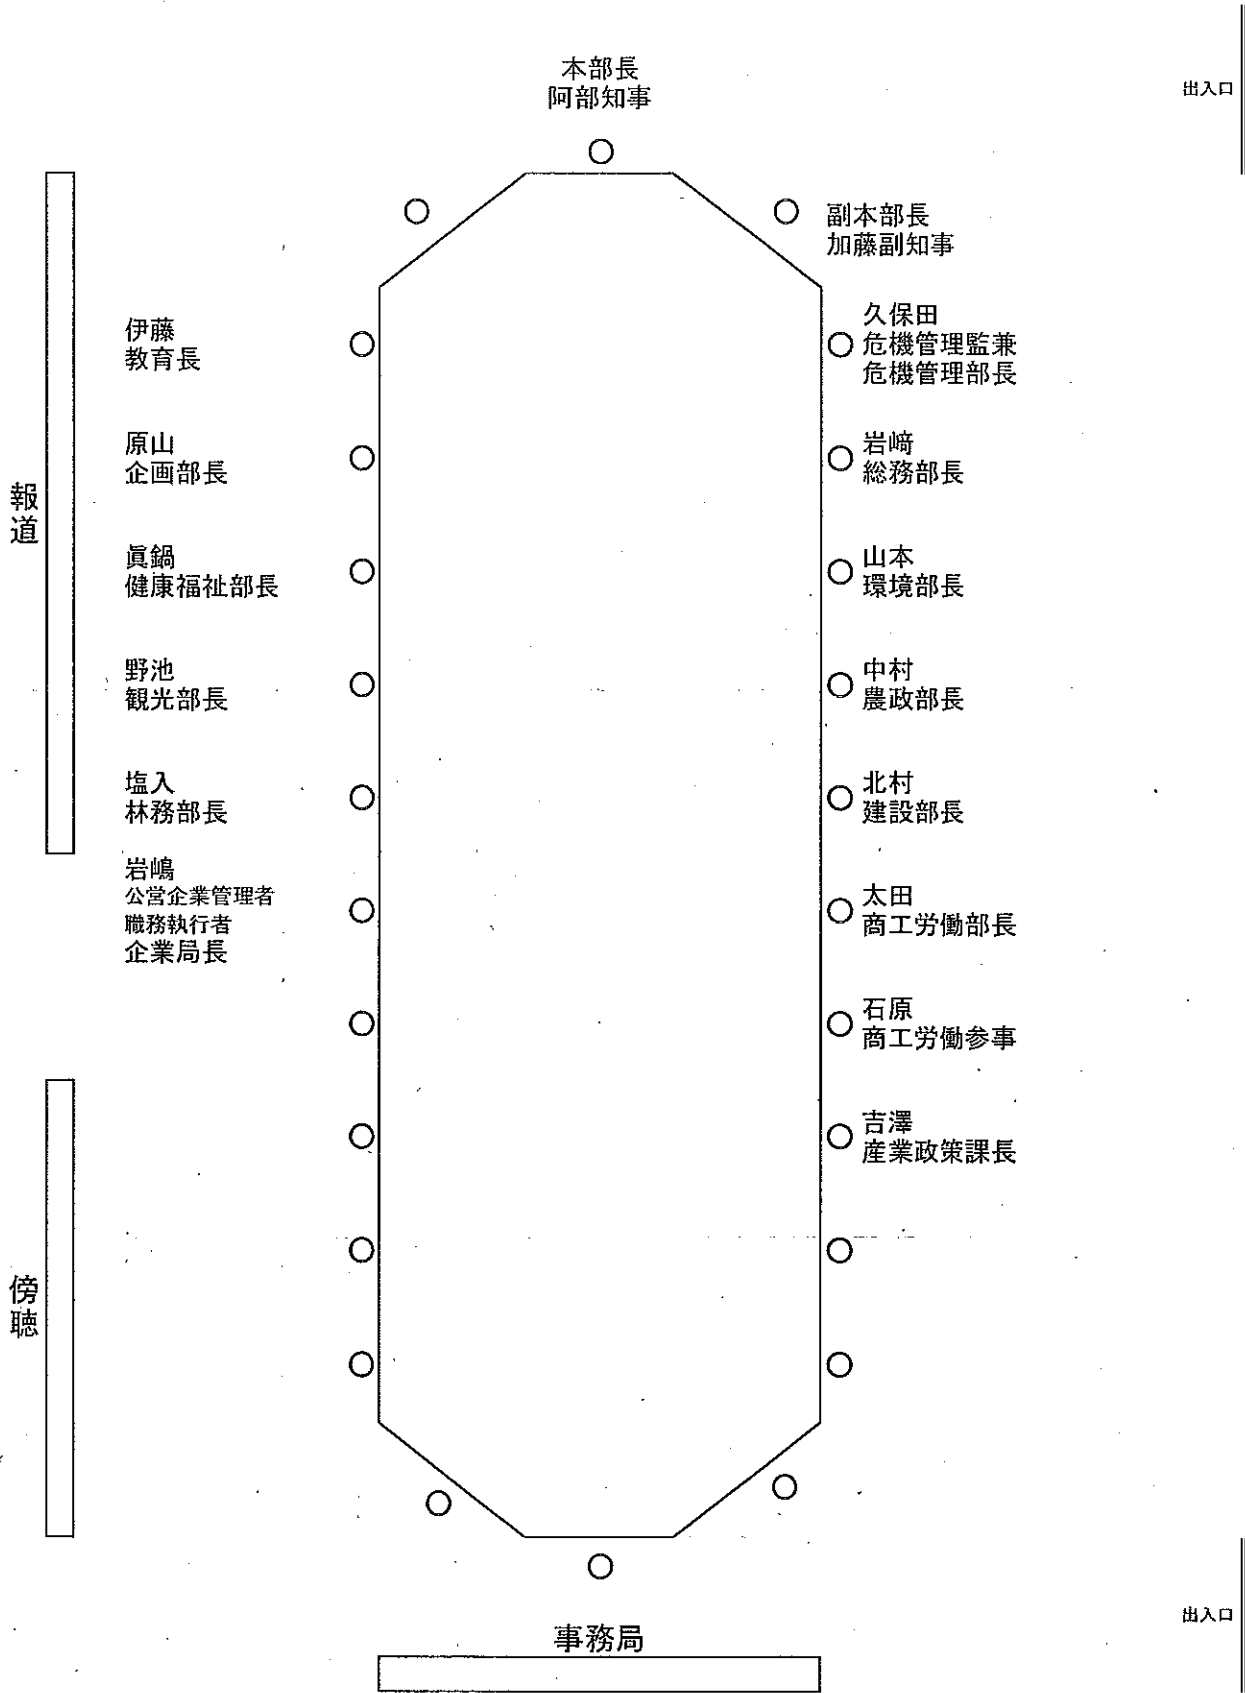 本部長
阿部知事
出入口
副本部長
加藤副知事
伊藤
教育長
久保田
危機管理監兼
危機管理部長
原山
企画部長
岩﨑
総務部長
報道
眞鍋
健康福祉部長
山本
環境部長
野池
観光部長
中村
農政部長
塩入
林務部長
北村
建設部長
岩嶋
公営企業管理者
職務執行者
企業局長
太田
商工労働部長
石原
商工労働参事
吉澤
産業政策課長
傍聴
事務局
出入口